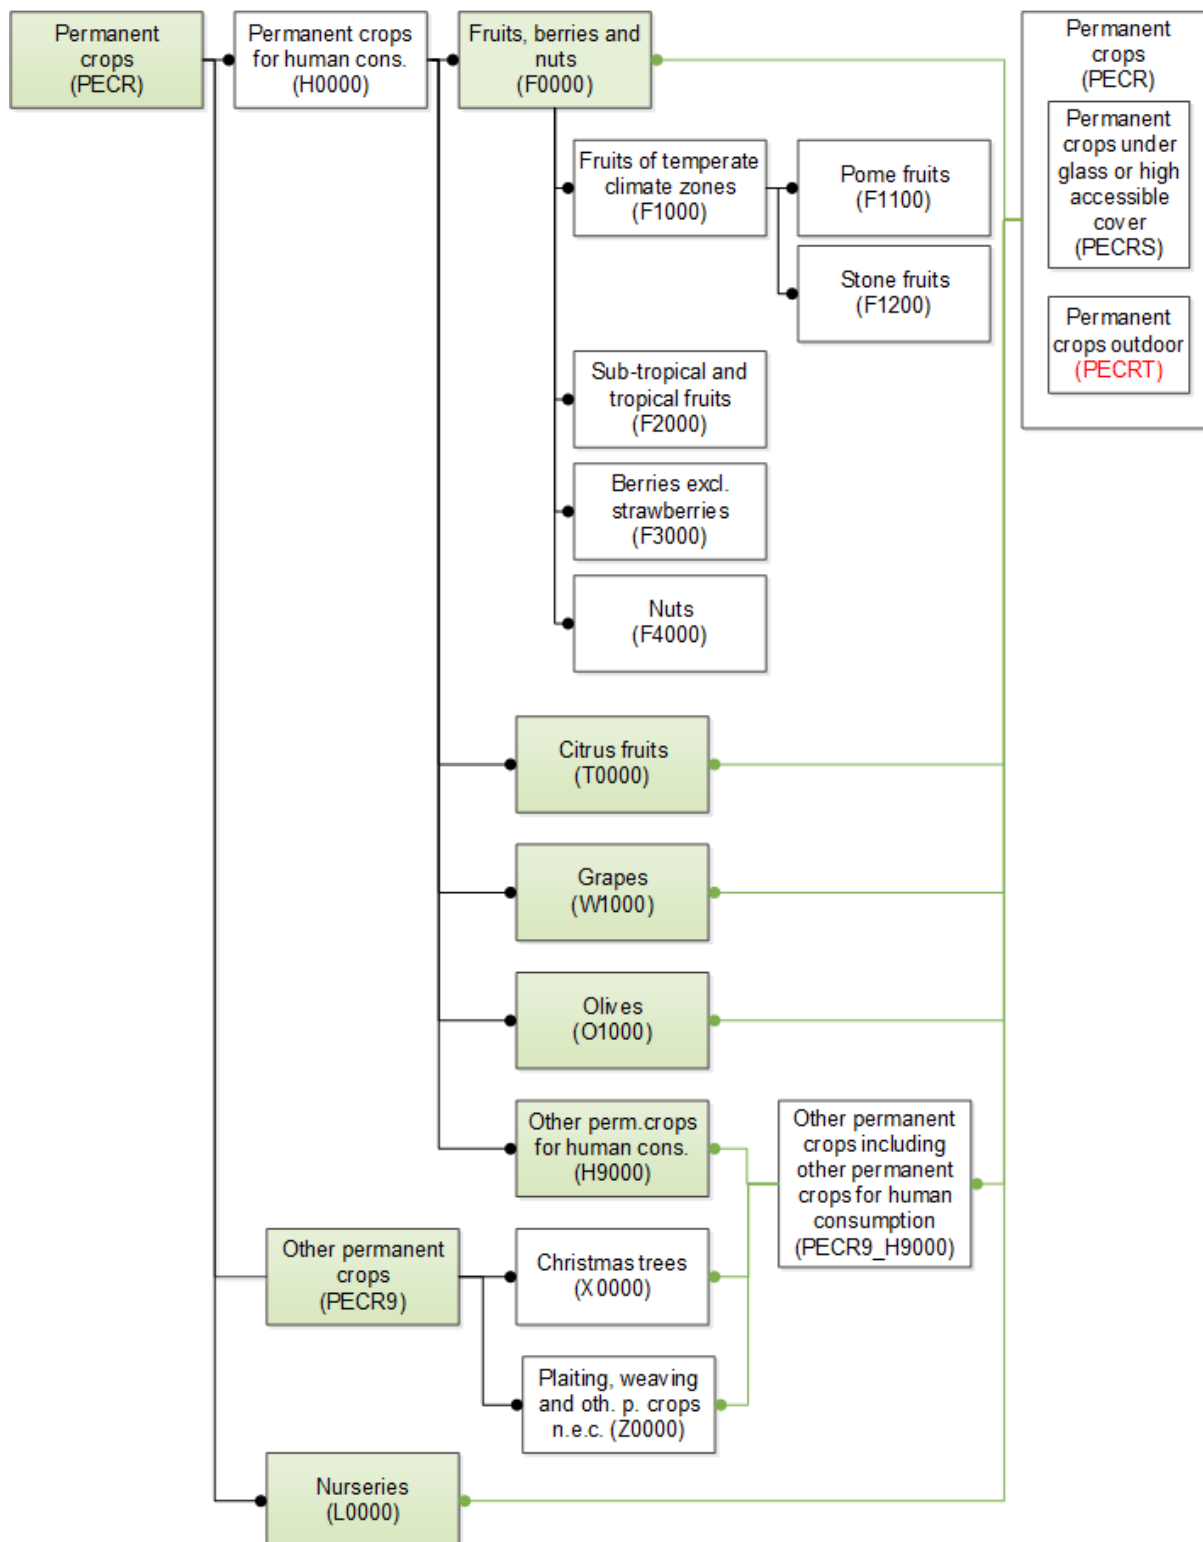 Permanent
crops
(PECR)
Permanent crops
for human cons.
(H0000)
Fruits, berries and
nuts
(F0000)
Permanent
crops
(PECR)
Permanent
crops under
glass or high
accessible
cover
(PECRS)
Permanent
crops outdoor
(PECRT)
Fruits of temperate
climate zones
(F1000)
Pome fruits
(F1100)
Stone fruits
(F1200)
Sub-tropical and
tropical fruits
(F2000)
Berries excl.
strawberries
(F3000)
Nuts
(F4000)
Citrus fruits
(T0000)
Grapes
(W1000)
Olives
(O1000)
Other perm.crops
for human cons.
(H9000)
Other permanent
crops including
other permanent
crops for human
consumption
(PECR9_H9000)
Other permanent
crops
(PECR9)
Christmas trees
(X0000)
Plaiting, weaving
and oth. p. crops
n.e.c. (Z0000)
Nurseries
(L0000)